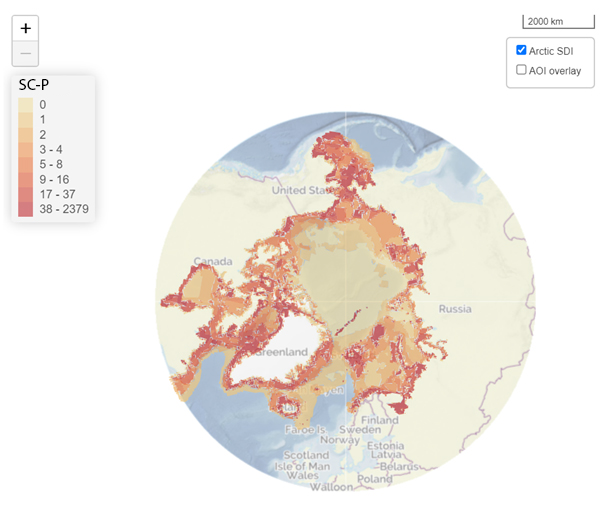 +
2000 km
−
Arctic SDI
AOI overlay
SC-P
0
1
2
3 - 4
5 - 8
9 - 16
17 - 37
38 - 2379
United Sta
Canada
Russia
Greenland
Finland
Faroe Is.
Sweden
Norway
Estonia
Scotland
Latvia
Isle of Man
Belarus
Wales
Poland
Walloon